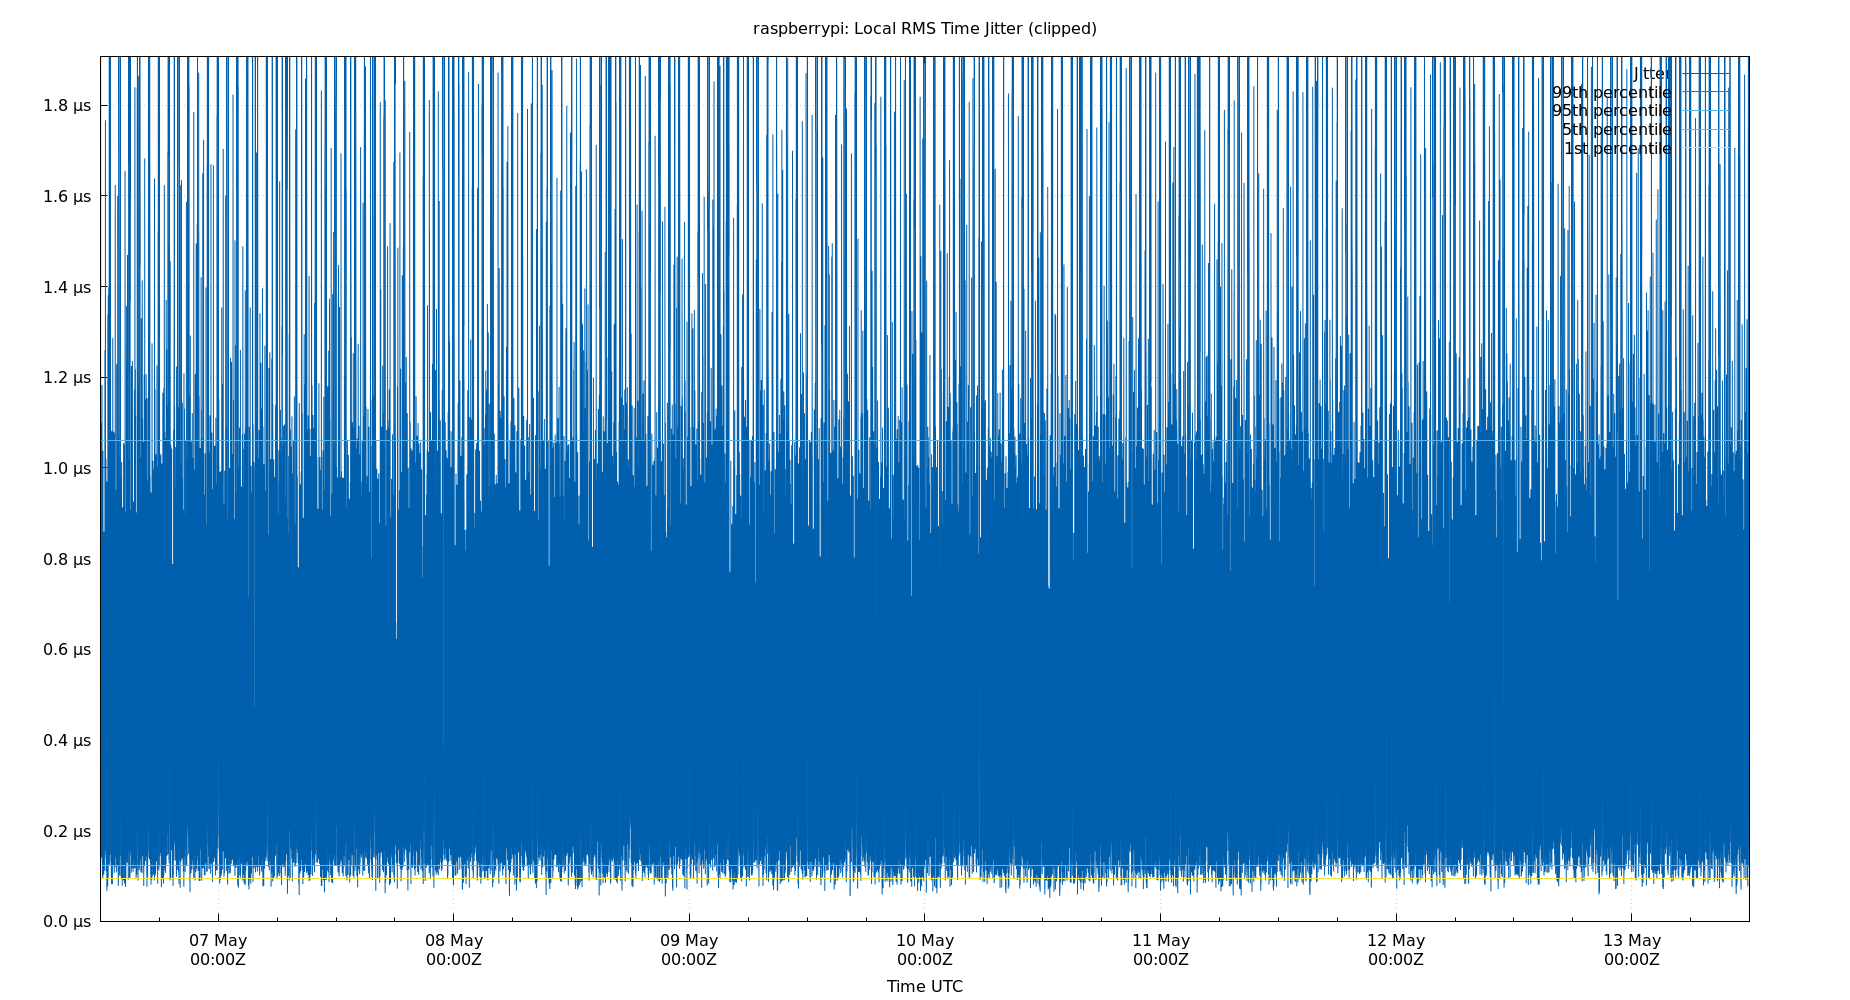 raspberrypi: Local RMS Time Jitter (clipped)
Jitter
99th percentile
95th percentile
5th percentile
1st percentile
1.8 µs
1.6 µs
1.4 µs
1.2 µs
1.0 µs
0.8 µs
0.6 µs
0.4 µs
0.2 µs
0.0 µs
07 May 08 May 09 May 10 May 11 May 12 May 13 May
00:00Z 00:00Z 00:00Z 00:00Z 00:00Z 00:00Z 00:00Z
Time UTC